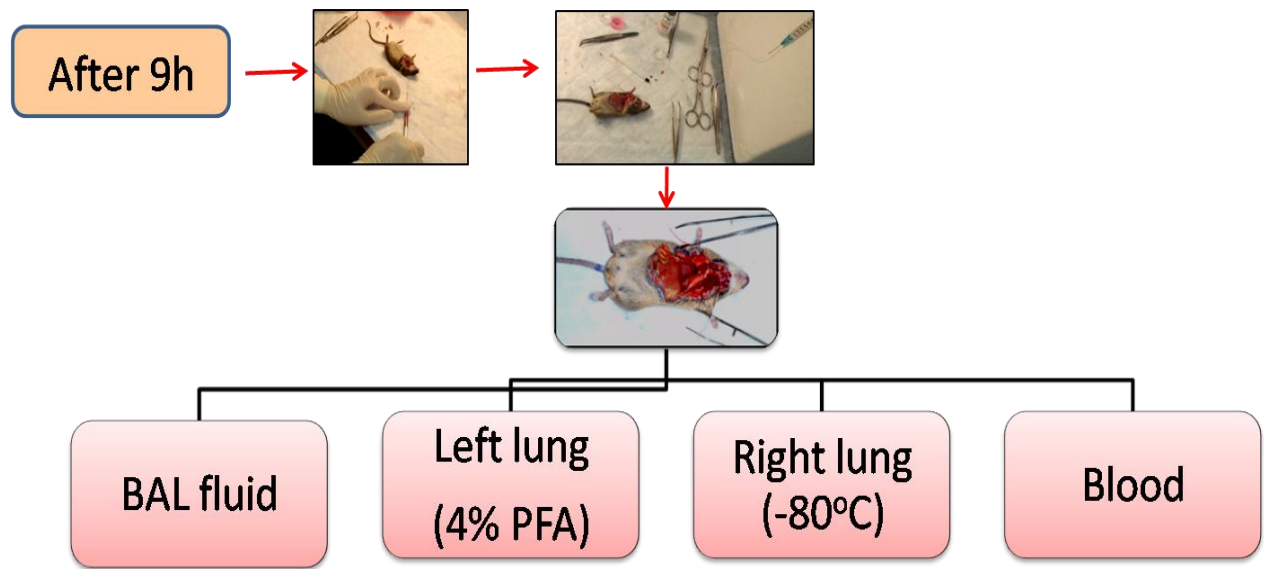 After 9h
BAL fluid
Left lung
(4% PFA)
Right lung
(-80ºC)
Blood